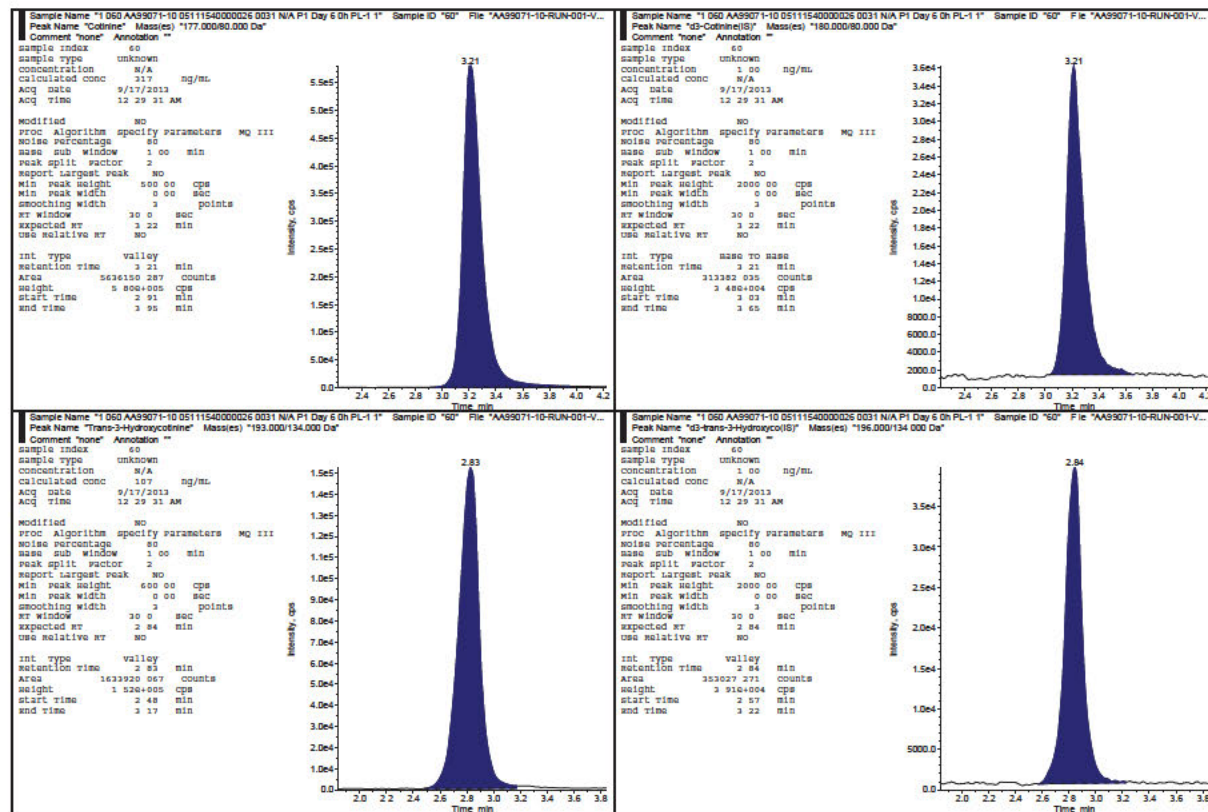 Sample Name "1 060 AA99071-10 05111540000026 0031 N/A P1 Day 6 0h PL-1 1" Sample ID "60" File "AA99071-10-RUN-001-V...
Peak Name "Cotinine" Mass(es) "177.000/80.000 Da"
Comment "none" Annotation ""
Sample Index 60
Sample Type Unknown
Concentration N/A
Calculated Conc 317 ng/mL
Acq Date 9/17/2013
Acq Time 12 29 31 AM
Modified NO
Proc Algorithm Specify Parameters MQ III
Noise Percentage 80
Base Sub Window 1 00 min
Peak Split Factor 2
Report Largest Peak NO
Min Peak Height 500 00 cps
Min Peak Width 0 00 sec
Smoothing Width 3 points
RT Window 30 0 sec
Expected RT 3 22 min
Use Relative RT NO
Int Type Valley
Retention Time 3 21 min
Area 5636150 287 counts
Height 5 80e+005 cps
Start Time 2 91 min
End Time 3 95 min
3.21
Intensity, cps
5.5e5
5.0e5
4.5e5
4.0e5
3.5e5
3.0e5
2.5e5
2.0e5
1.5e5
1.0e5
5.0e4
0.0
2.4 2.6 2.8 3.0 3.2 3.4 3.6 3.8 4.0 4.2
Time min
Sample Name "1 060 AA99071-10 05111540000026 0031 N/A P1 Day 6 0h PL-1 1" Sample ID "60" F le "AA99071-10-RUN-001-V...
Peak Name "d3-Cotinine(IS)" Mass(es) "180.000/80.000 Da"
Comment "none" Annotation ""
Sample Index 60
Sample Type Unknown
Concentration 1 00 ng/mL
Calculated Conc N/A
Acq Date 9/17/2013
Acq Time 12 29 31 AM
Modified NO
Proc Algorithm Specify Parameters MQ III
Noise Percentage 80
Base Sub Window 1 00 min
Peak Split Factor 2
Report Largest Peak NO
Min Peak Height 2000 00 cps
Min Peak Width 0 00 sec
Smoothing Width 3 points
RT Window 30 0 sec
Expected RT 3 22 min
Use Relative RT NO
Int Type Base To Base
Retention Time 3 21 min
Area 313382 035 counts
Height 3 48e+004 cps
Start Time 3 03 min
End Time 3 65 min
3.21
Intensity, cps
3.6e4
3.4e4
3.2e4
3.0e4
2.8e4
2.6e4
2.4e4
2.2e4
2.0e4
1.8e4
1.6e4
1.4e4
1.2e4
1.0e4
8000.0
6000.0
4000.0
2000.0
0.0
2.4 2.6 2.8 3.0 3.2 3.4 3.6 3.8 4.0
Time min
Sample Name "1 060 AA99071-10 05111540000026 0031 N/A P1 Day 6 0h PL-1 1" Sample ID "60" File "AA99071-10-RUN-001-V...
Peak Name "Trans-3-Hydroxycotinine" Mass(es) "193.000/134.000 Da"
Comment "none" Annotation ""
Sample Index 60
Sample Type Unknown
Concentration N/A
Calculated Conc 107 ng/mL
Acq Date 9/17/2013
Acq Time 12 29 31 AM
Modified NO
Proc Algorithm Specify Parameters MQ III
Noise Percentage 80
Base Sub Window 1 00 min
Peak Split Factor 2
Report Largest Peak NO
Min Peak Height 600 00 cps
Min Peak Width 0 00 sec
Smoothing Width 3 points
RT Window 30 0 sec
Expected RT 2 84 min
Use Relative RT NO
Int Type Valley
Retention Time 2 83 min
Area 1633920 067 counts
Height 1 52e+005 cps
Start Time 2 48 min
End Time 3 17 min
2.83
Intensity, cps
1.5e5
1.4e5
1.3e5
1.2e5
1.1e5
1.0e5
9.0e4
8.0e4
7.0e4
6.0e4
5.0e4
4.0e4
3.0e4
2.0e4
1.0e4
0.0
2.0 2.2 2.4 2.6 2.8 3.0 3.2 3.4 3.6 3.8
Time min
Sample Name "1 060 AA99071-10 05111540000026 0031 N/A P1 Day 6 0h PL-1 1" Sample ID "60" F le "AA99071-10-RUN-001-V...
Peak Name "d3-trans-3-Hydroxyco(IS)" Mass(es) "196.000/134 000 Da"
Comment "none" Annotation ""
Sample Index 60
Sample Type Unknown
Concentration 1 00 ng/mL
Calculated Conc N/A
Acq Date 9/17/2013
Acq Time 12 29 31 AM
Modified NO
Proc Algorithm Specify Parameters MQ III
Noise Percentage 80
Base Sub Window 1 00 min
Peak Split Factor 2
Report Largest Peak NO
Min Peak Height 2000 00 cps
Min Peak Width 0 00 sec
Smoothing Width 3 points
RT Window 30 0 sec
Expected RT 2 84 min
Use Relative RT NO
Int Type Valley
Retention Time 2 84 min
Area 353027 271 counts
Height 3 91e+004 cps
Start Time 2 57 min
End Time 3 22 min
2.84
Intensity, cps
3.5e4
3.0e4
2.5e4
2.0e4
1.5e4
1.0e4
5000.0
0.0
2.0 2.2 2.4 2.6 2.8 3.0 3.2 3.4 3.6 3.8
Time min